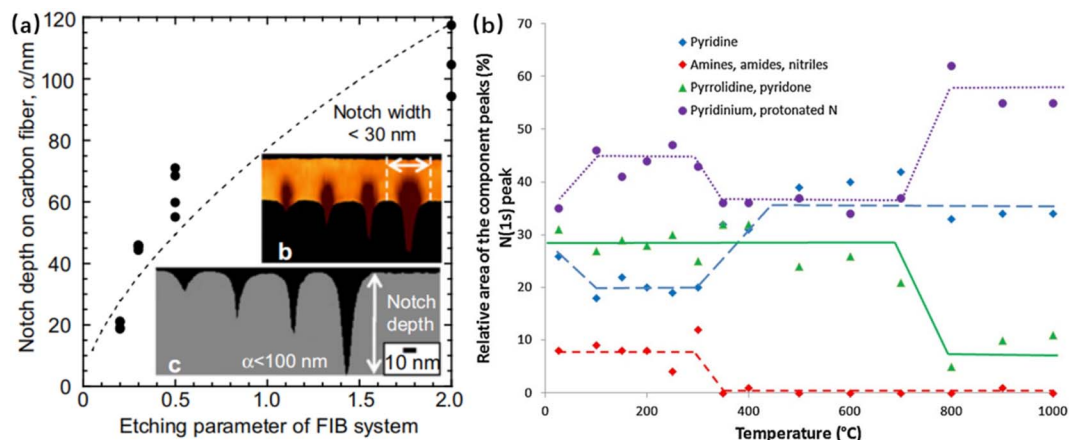 (a)
120
100
80
60
40
20
0
Notch depth on carbon fiber, α/nm
0.0 0.5 1.0 1.5 2.0
Etching parameter of FIB system
Notch width
< 30 nm
b
c
α<100 nm
Notch
depth
10 nm
(b)
70
60
50
40
30
20
10
0
Relative area of the component peaks (%)
N(1s) peak
Pyridine
Amines, amides, nitriles
Pyrrolidine, pyridone
Pyridinium, protonated N
0 200 400 600 800 1000
Temperature (°C)